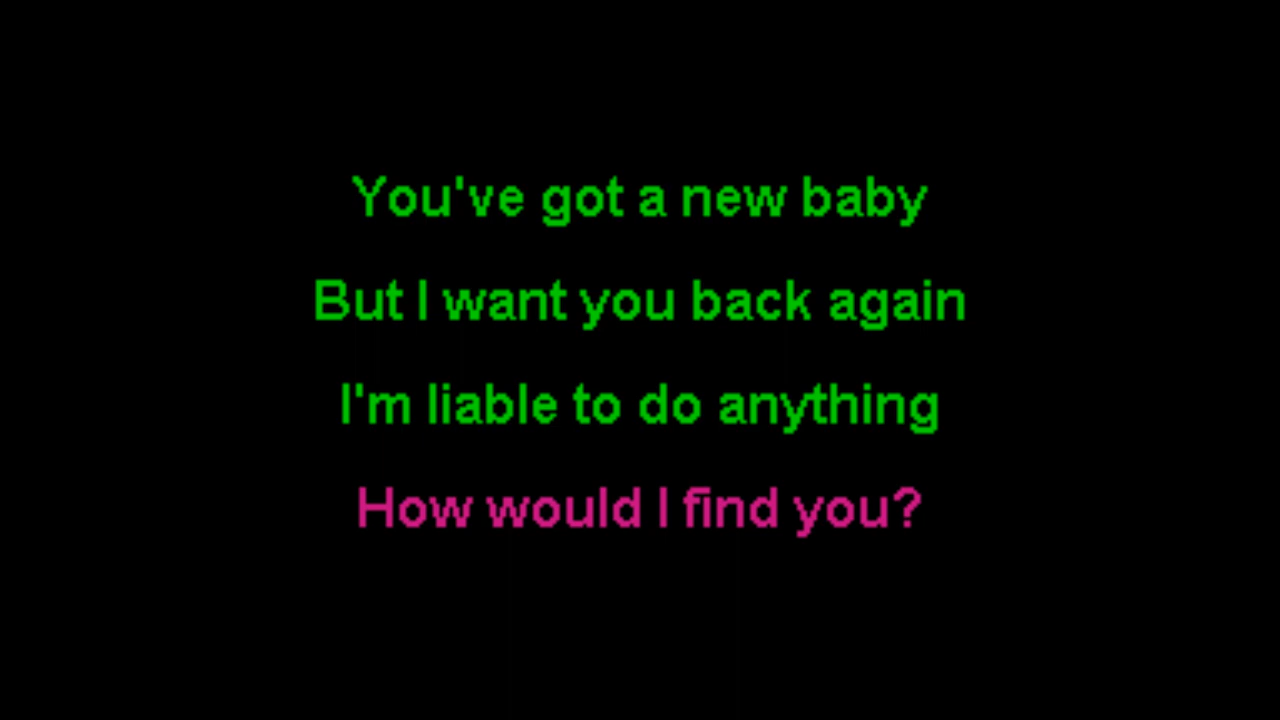 You've got a new baby
But I want you back again
I'm liable to do anything
How would I find you?